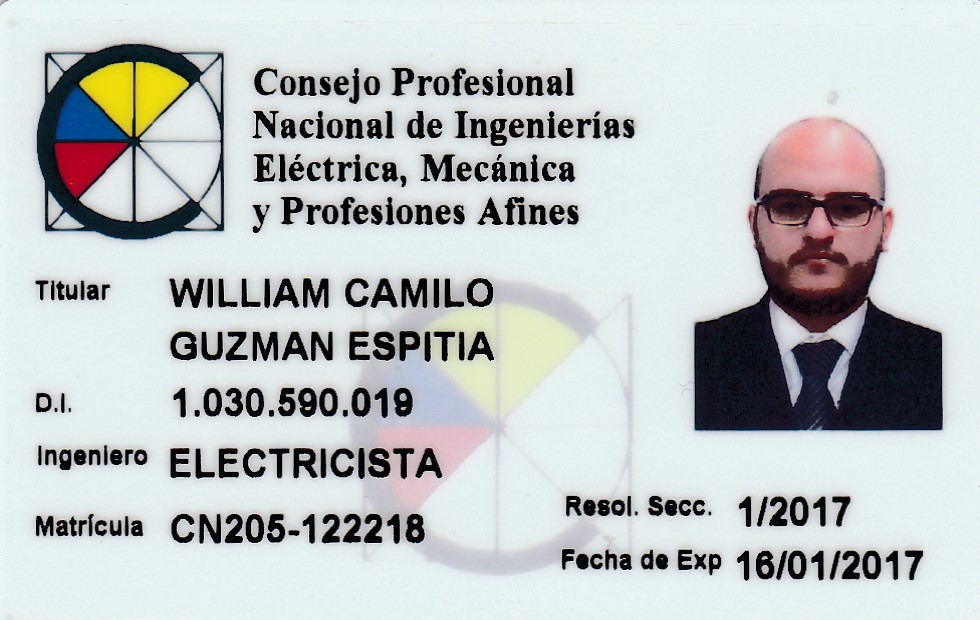 Consejo Profesional
Nacional de Ingenierías
Eléctrica, Mecánica
y Profesiones Afines
Titular WILLIAM CAMILO
GUZMAN ESPITIA
D.I. 1.030.590.019
Ingeniero ELECTRICISTA
Matrícula CN205-122218
Resol. Secc. 1/2017
Fecha de Exp 16/01/2017